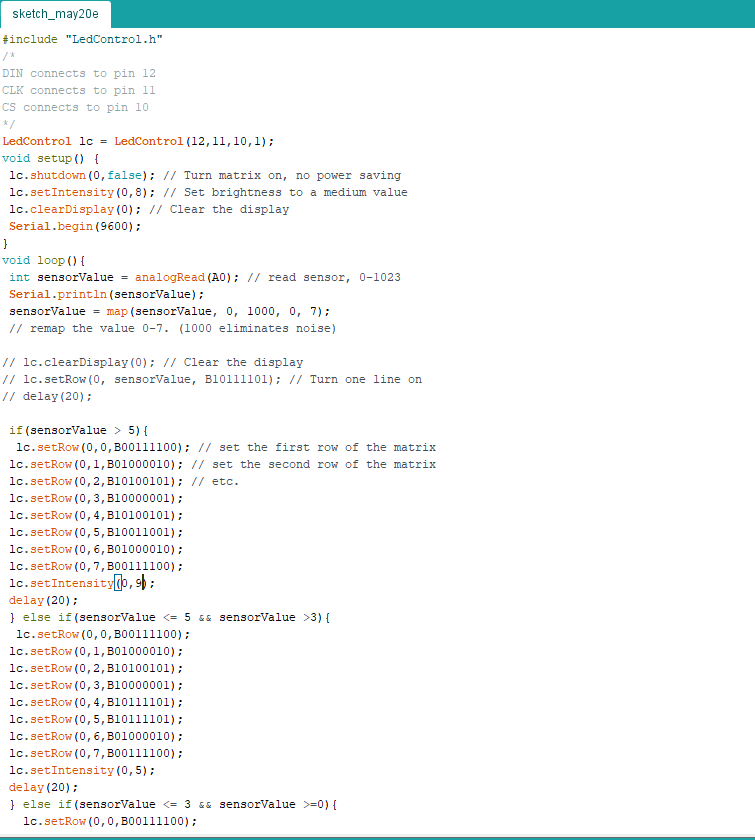 sketch_may20e
#include "LedControl.h"
/*
DIN connects to pin 12
CLK connects to pin 11
CS connects to pin 10
*/
LedControl lc = LedControl(12,11,10,1);
void setup() {
 lc.shutdown(0,false); // Turn matrix on, no power saving
 lc.setIntensity(0,8); // Set brightness to a medium value
 lc.clearDisplay(0); // Clear the display
 Serial.begin(9600);
}
void loop(){
 int sensorValue = analogRead(A0); // read sensor, 0-1023
 Serial.println(sensorValue);
 sensorValue = map(sensorValue, 0, 1000, 0, 7);
 // remap the value 0-7. (1000 eliminates noise)
// lc.clearDisplay(0); // Clear the display
// lc.setRow(0, sensorValue, B10111101); // Turn one line on
// delay(20);
 if(sensorValue > 5){
  lc.setRow(0,0,B00111100); // set the first row of the matrix
 lc.setRow(0,1,B01000010); // set the second row of the matrix
 lc.setRow(0,2,B10100101); // etc.
 lc.setRow(0,3,B10000001);
 lc.setRow(0,4,B10100101);
 lc.setRow(0,5,B10011001);
 lc.setRow(0,6,B01000010);
 lc.setRow(0,7,B00111100);
 lc.setIntensity(0,9);
 delay(20);
 } else if(sensorValue <= 5 && sensorValue >3){
  lc.setRow(0,0,B00111100);
 lc.setRow(0,1,B01000010);
 lc.setRow(0,2,B10100101);
 lc.setRow(0,3,B10000001);
 lc.setRow(0,4,B10111101);
 lc.setRow(0,5,B10111101);
 lc.setRow(0,6,B01000010);
 lc.setRow(0,7,B00111100);
 lc.setIntensity(0,5);
 delay(20);
 } else if(sensorValue <= 3 && sensorValue >=0){
   lc.setRow(0,0,B00111100);